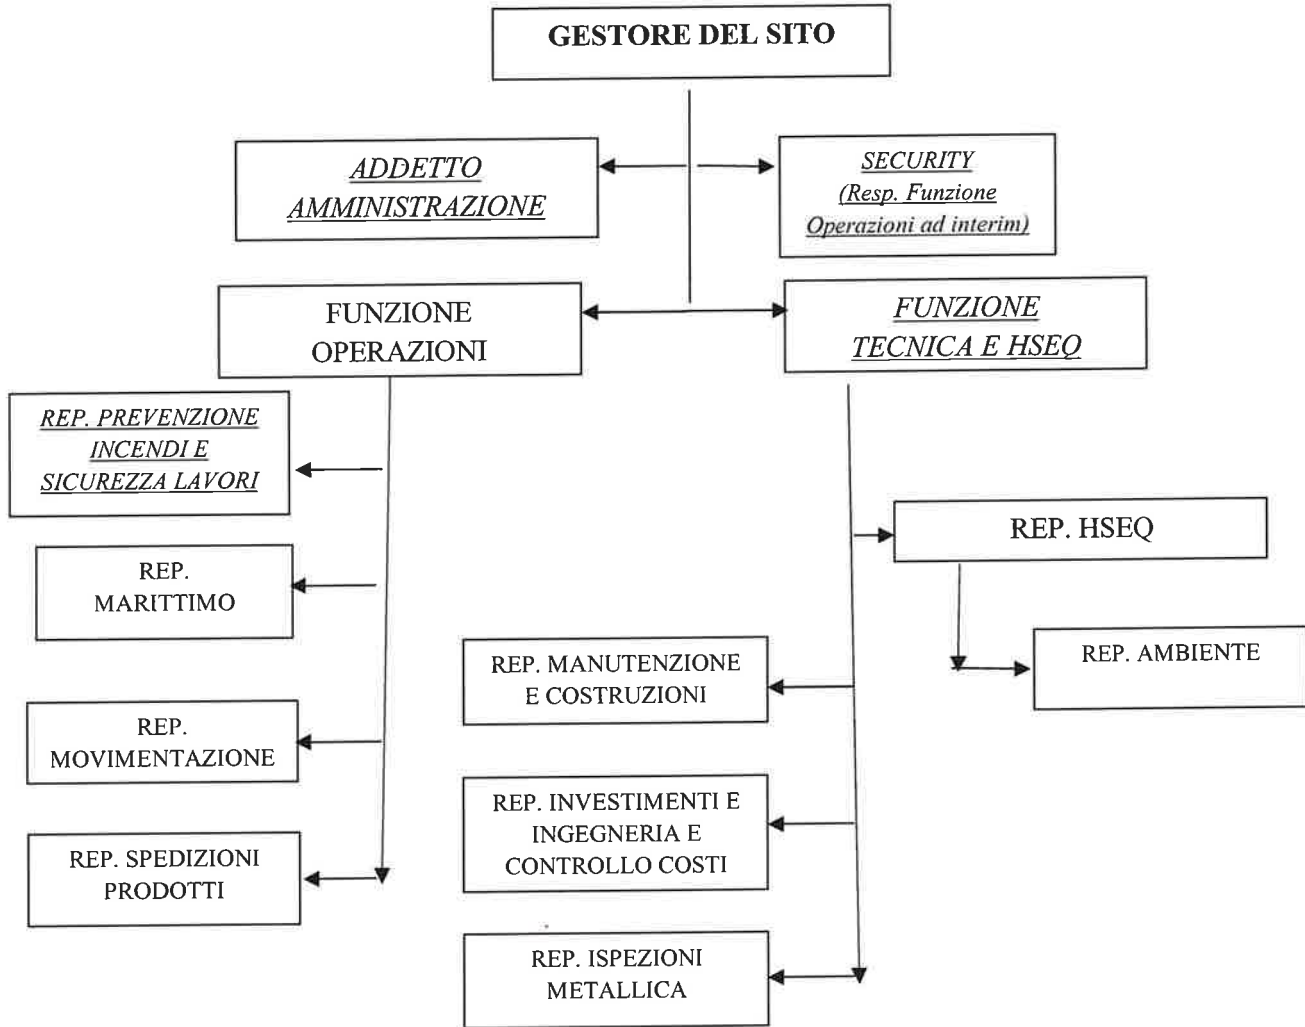 GESTORE DEL SITO
ADDETTO
AMMINISTRAZIONE
SECURITY
(Resp. Funzione
Operazioni ad interim)
FUNZIONE
OPERAZIONI
FUNZIONE
TECNICA E HSEQ
REP. PREVENZIONE
INCENDI E
SICUREZZA LAVORI
REP.
MARITTIMO
REP.
MOVIMENTAZIONE
REP. SPEDIZIONI
PRODOTTI
REP. HSEQ
REP. AMBIENTE
REP. MANUTENZIONE
E COSTRUZIONI
REP. INVESTIMENTI E
INGEGNERIA E
CONTROLLO COSTI
REP. ISPEZIONI
METALLICA